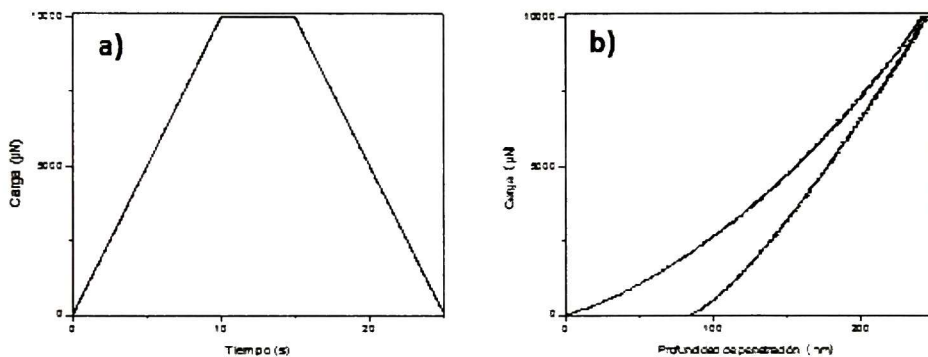 a)
10000
5000
0
Carga (µN)
0
10
20
Tiempo (s)
b)
10000
5000
0
Carga (µN)
0
100
200
Profundidad de penetración (nm)